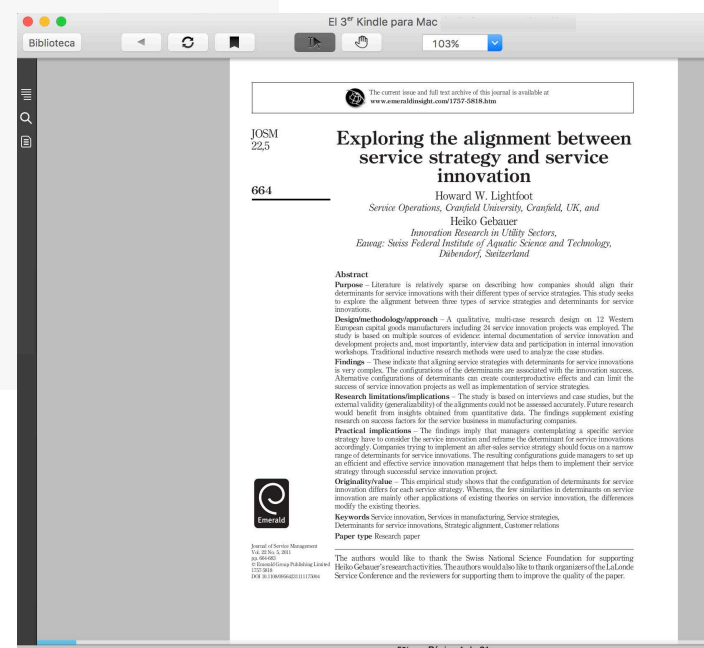 El 3er Kindle para Mac
Biblioteca
103%
The current issue and full text archive of this journal is available at
www.emeraldinsight.com/1757-5818.htm
JOSM
22,5
664
Exploring the alignment between
service strategy and service
innovation
Howard W. Lightfoot
Service Operations, Cranfield University, Cranfield, UK, and
Heiko Gebauer
Innovation Research in Utility Sectors,
Eawag: Swiss Federal Institute of Aquatic Science and Technology,
Dübendorf, Switzerland
Abstract
Purpose – Literature is relatively sparse on describing how companies should align their
determinants for service innovations with their different types of service strategies. This study seeks
to explore the alignment between three types of service strategies and determinants for service
innovations.
Design/methodology/approach – A qualitative, multi-case research design on 12 Western
European capital goods manufacturers including 24 service innovation projects was employed. The
study is based on multiple sources of evidence: internal documentation of service innovation and
development projects and, most importantly, interview data and participation in internal innovation
workshops. Traditional inductive research methods were used to analyze the case studies.
Findings – These indicate that aligning service strategies with determinants for service innovations
is very complex. The configurations of the determinants are associated with the innovation success.
Alternative configurations of determinants can create counterproductive effects and can limit the
success of service innovation projects as well as implementation of service strategies.
Research limitations/implications – The study is based on interviews and case studies, but the
external validity (generalizability) of the alignments could not be assessed accurately. Future research
would benefit from insights obtained from quantitative data. The findings supplement existing
research on success factors for the service business in manufacturing companies.
Practical implications – The findings imply that managers contemplating a specific service
strategy have to consider the service innovation and reframe the determinant for service innovations
accordingly. Companies trying to implement an after-sales service strategy should focus on a narrow
range of determinants for service innovations. The resulting configurations guide managers to set up
an efficient and effective service innovation management that helps them to implement their service
strategy through successful service innovation project.
Originality/value – This empirical study shows that the configuration of determinants for service
innovation differs for each service strategy. Whereas, the few similarities in determinants on service
innovation are mainly other applications of existing theories on service innovation, the differences
modify the existing theories.
Keywords Service innovation, Services in manufacturing, Service strategies,
Determinants for service innovations, Strategic alignment, Customer relations
Paper type Research paper
Emerald
Journal of Service Management
Vol. 22 No. 5, 2011
pp. 664-683
© Emerald Group Publishing Limited
1757-5818
The authors would like to thank the Swiss National Science Foundation for supporting
Heiko Gebauer's research activities. The authors would also like to thank organizers of the LaLonde
Service Conference and the reviewers for supporting them to improve the quality of the paper.